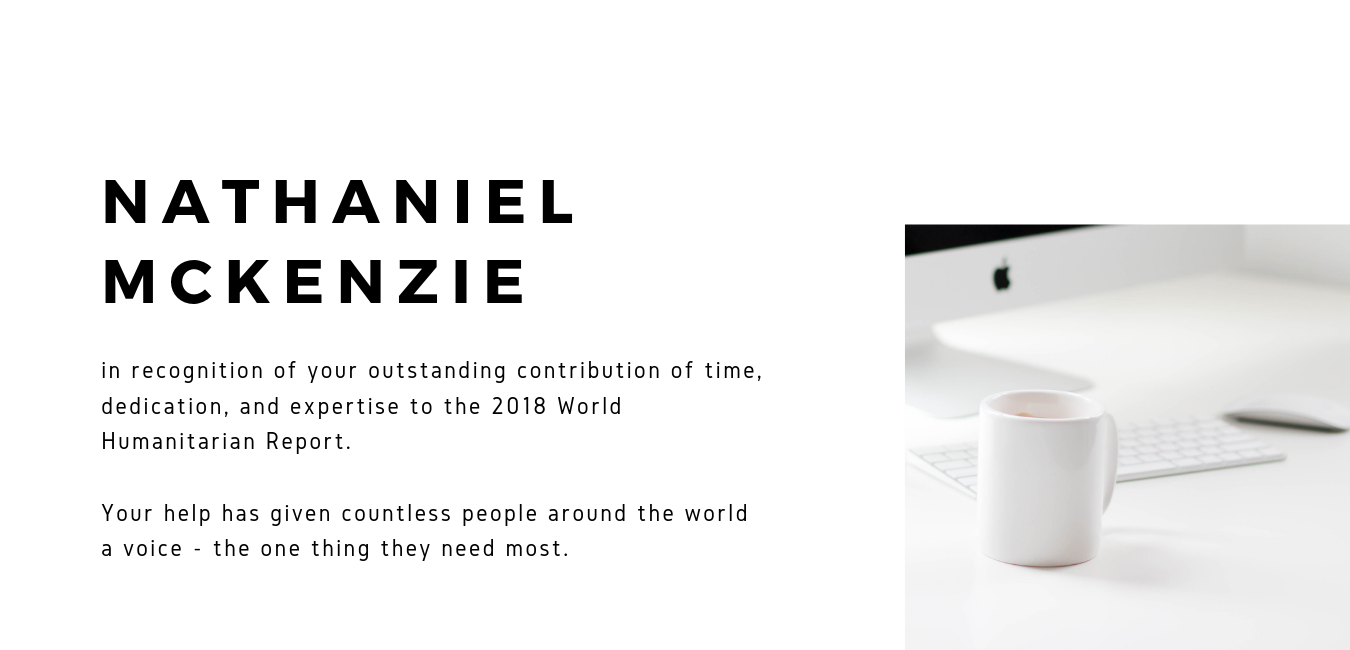 NATHANIEL
MCKENZIE
in recognition of your outstanding contribution of time,
dedication, and expertise to the 2018 World
Humanitarian Report.
Your help has given countless people around the world
a voice - the one thing they need most.